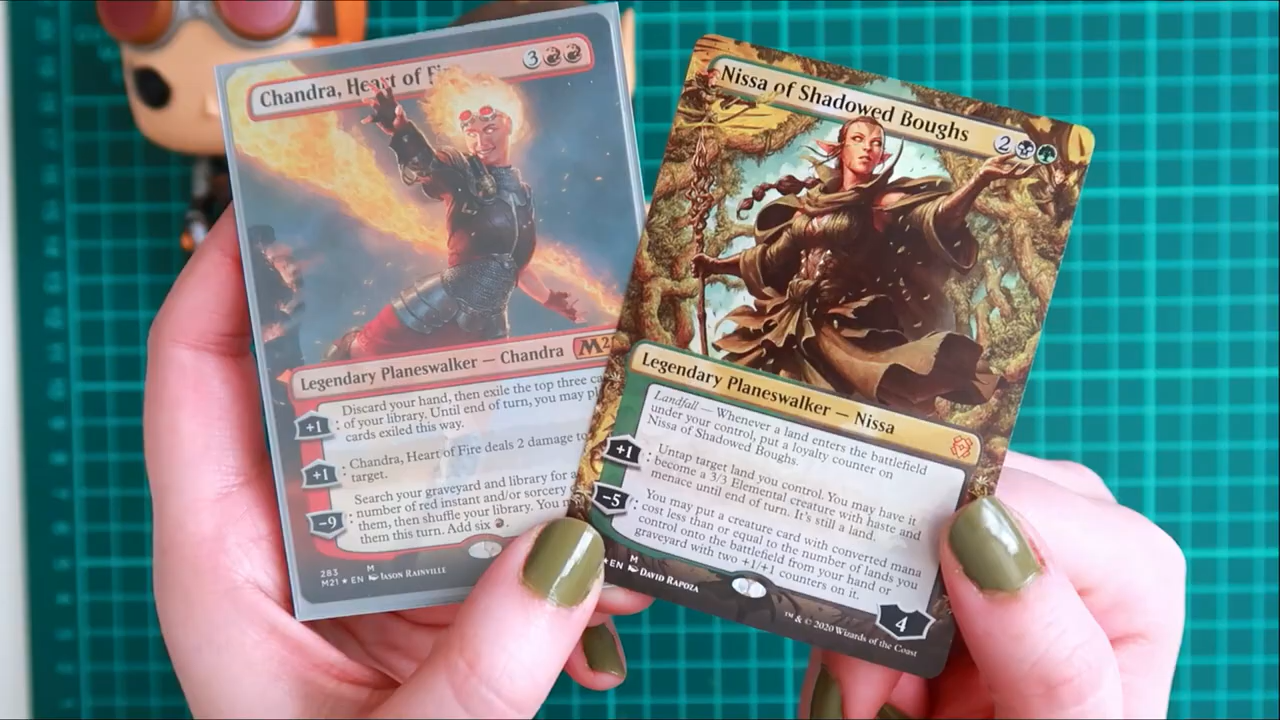 Chandra, Heart of Fire
3
Legendary Planeswalker — Chandra
M2
+1
: Discard your hand, then exile the top three
of your library. Until end of turn, you may
cards exiled this way.
+1
: Chandra, Heart of Fire deals 2 damage to
target.
−9
: Search your graveyard and library for
number of red instant and/or sorcery
them, then shuffle your library. You
them this turn. Add six
283 M
M21 ★ EN JASON RAINVILLE
Nissa of Shadowed Boughs
2
Legendary Planeswalker — Nissa
Landfall — Whenever a land enters the battlefield
under your control, put a loyalty counter on
Nissa of Shadowed Boughs.
+1
: Untap target land you control. You may have it
become a 3/3 Elemental creature with haste and
menace until end of turn. It's still a land.
−5
: You may put a creature card with converted mana
cost less than or equal to the number of lands you
control onto the battlefield from your hand or
graveyard with two +1/+1 counters on it.
M
★ EN DAVID RAPOZA
4
™ & © 2020 Wizards of the Coast